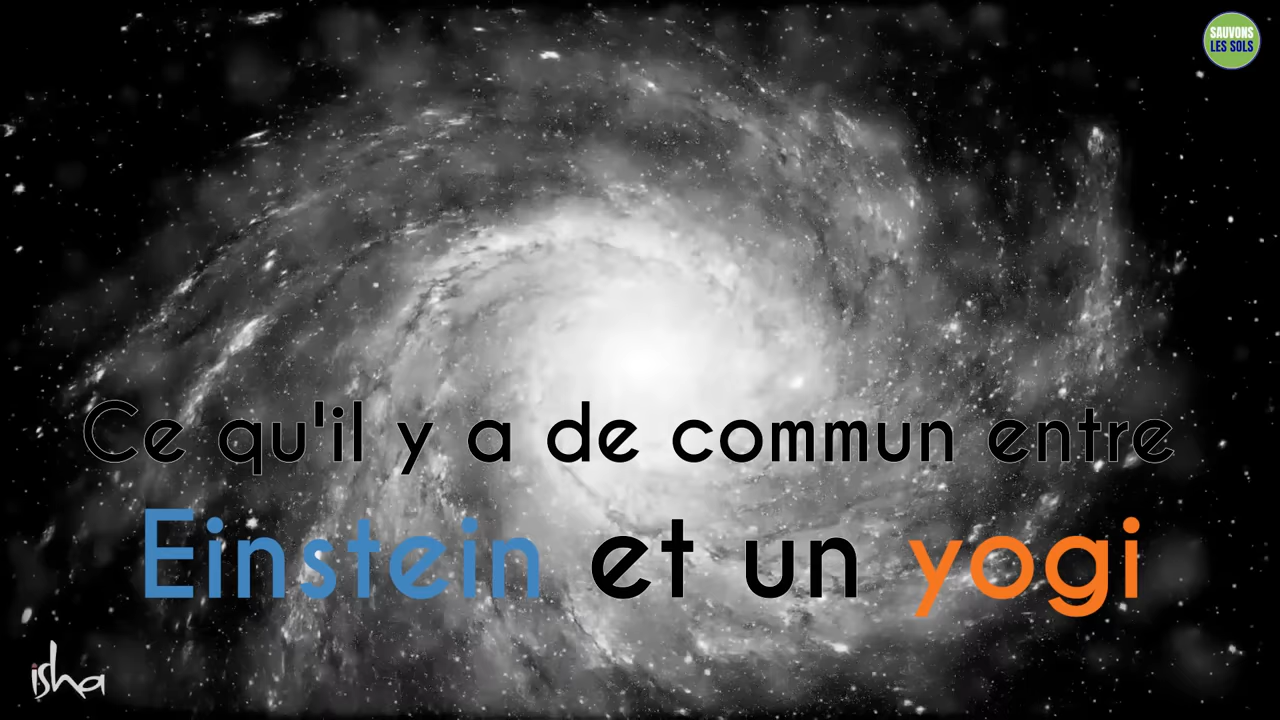 SAUVONS
LES SOLS
Ce qu'il y a de commun entre
Einstein et un yogi
isha